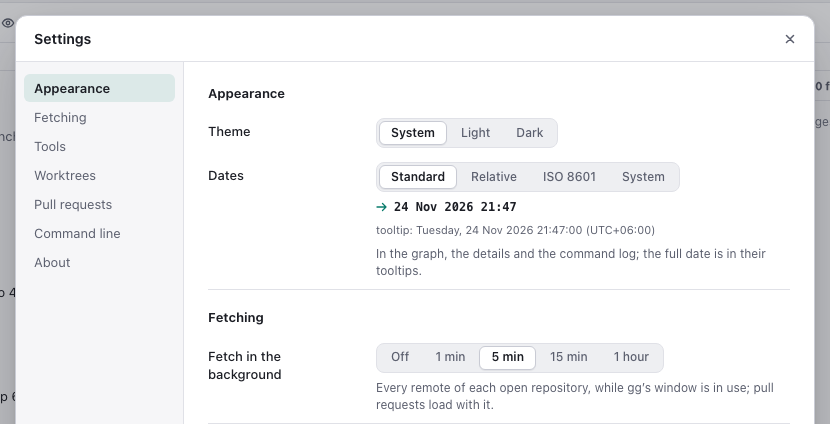 Settings
Appearance
Fetching
Tools
Worktrees
Pull requests
Command line
About
Appearance
Theme
System Light Dark
Dates
Standard Relative ISO 8601 System
→ 24 Nov 2026 21:47
tooltip: Tuesday, 24 Nov 2026 21:47:00 (UTC+06:00)
In the graph, the details and the command log; the full date is in their
tooltips.
Fetching
Fetch in the
background
Off 1 min 5 min 15 min 1 hour
Every remote of each open repository, while gg's window is in use; pull
requests load with it.